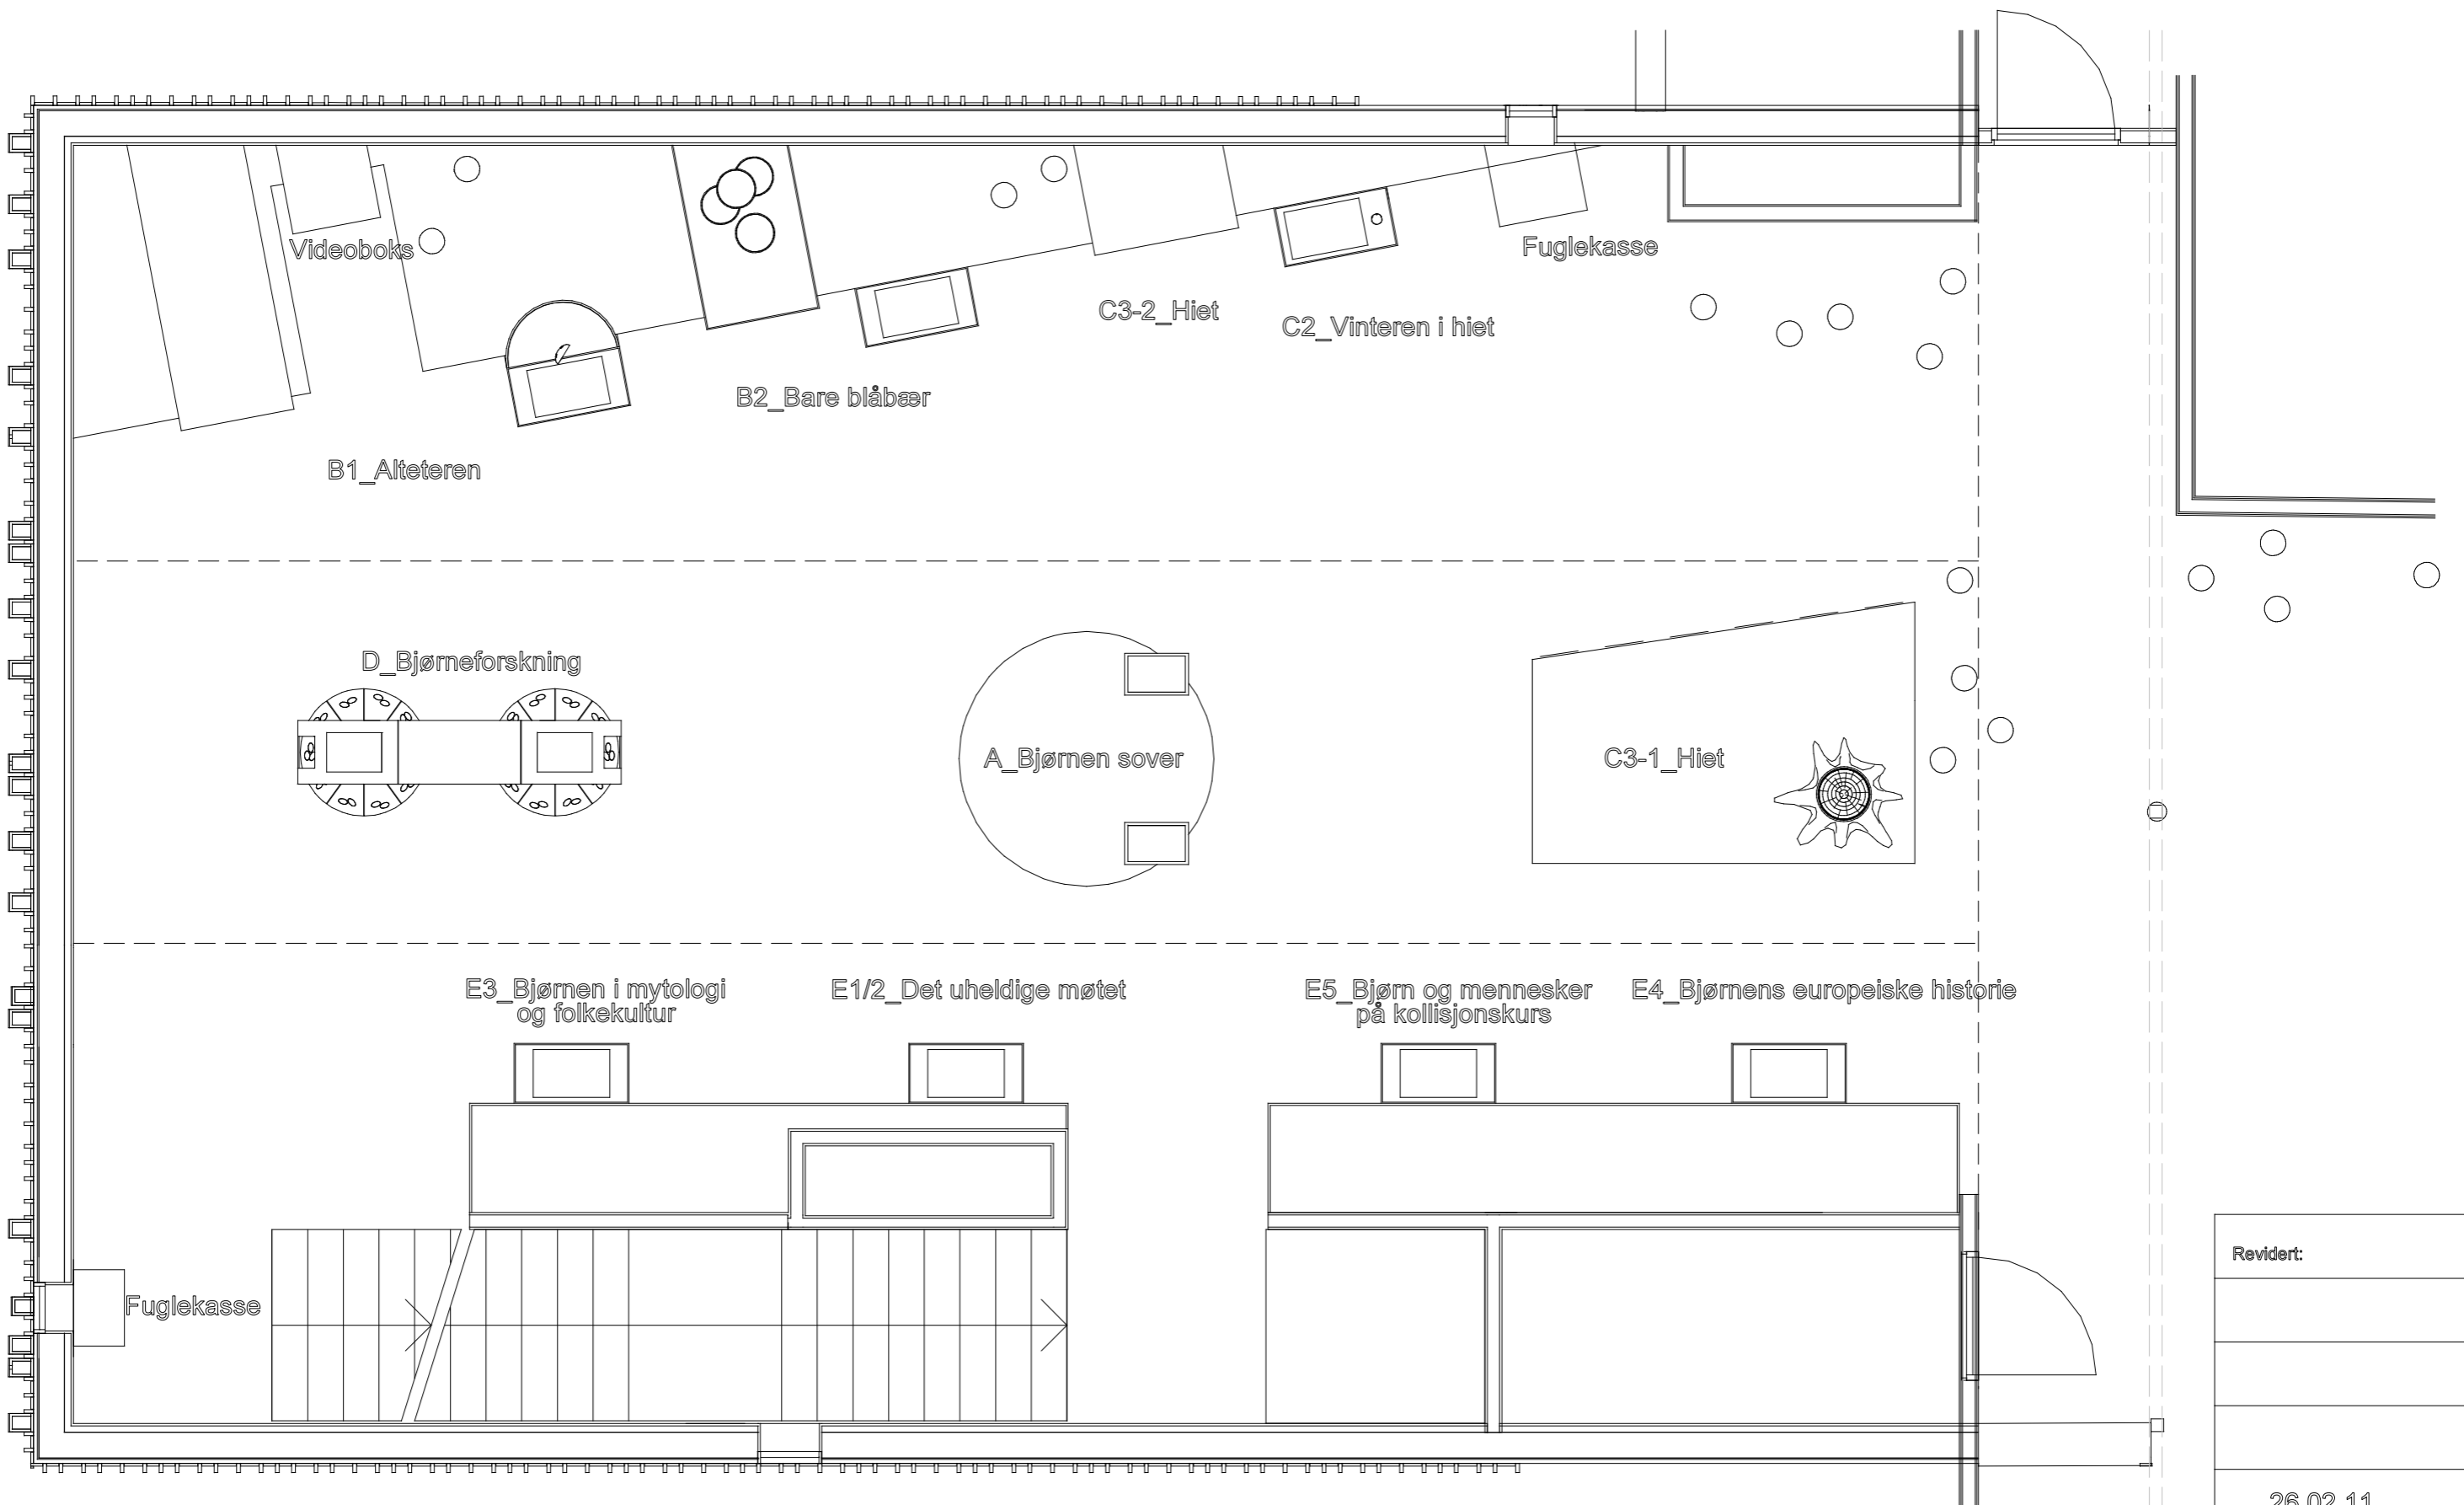 Videoboks
Fuglekasse
C3-2_Hiet
C2_Vinteren i hiet
B2_Bare blåbær
B1_Alteteren
D_Bjørneforskning
A_Bjørnen sover
C3-1_Hiet
E3_Bjørnen i mytologi
og folkekultur
E1/2_Det uheldige møtet
E5_Bjørn og mennesker
på kollisjonskurs
E4_Bjørnens europeiske historie
Revidert:
Fuglekasse
26.02.11